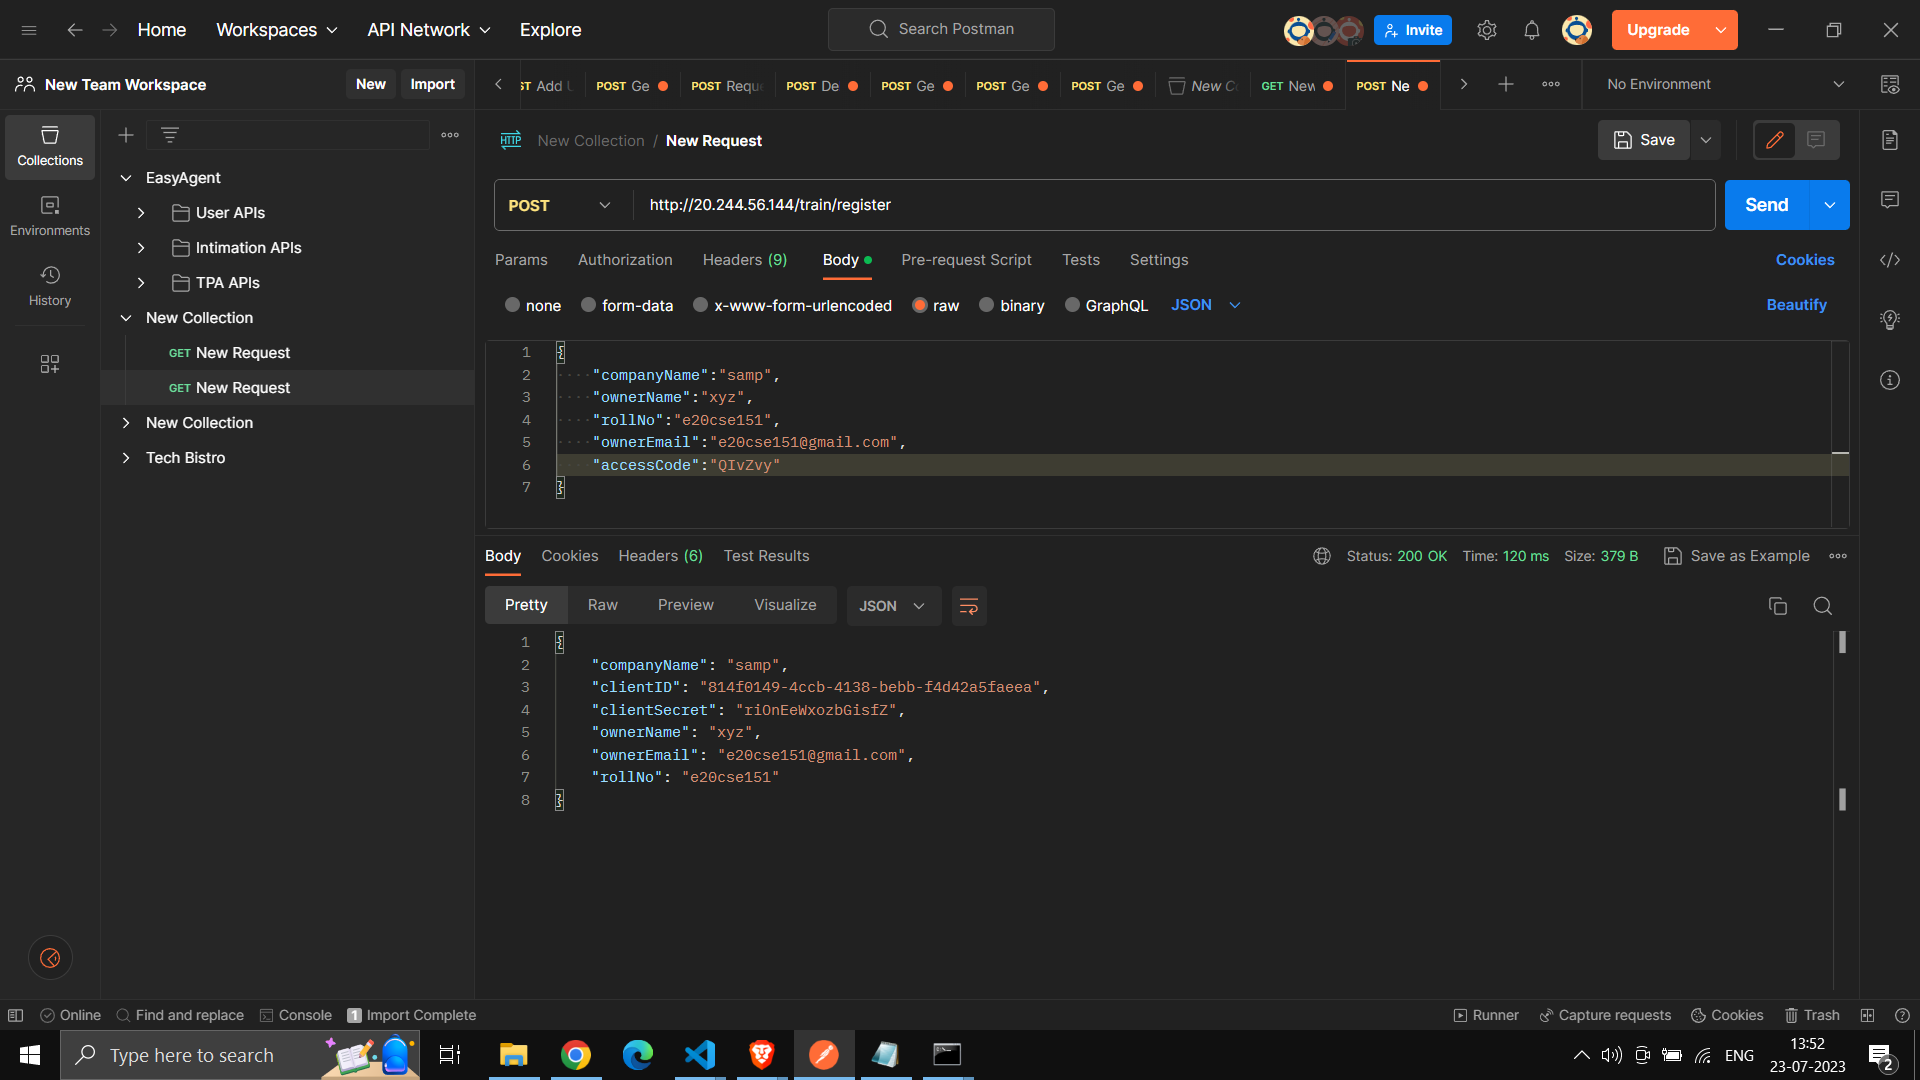 Home
Workspaces
API Network
Explore
Search Postman
Invite
Upgrade
New Team Workspace
New
Import
ST Add
POST Ge
POST Reque
POST De
POST Ge
POST Ge
POST Ge
New Co
GET New
POST Ne
No Environment
Collections
Environments
History
EasyAgent
User APIs
Intimation APIs
TPA APIs
New Collection
GET New Request
GET New Request
New Collection
Tech Bistro
HTTP
New Collection / New Request
Save
POST
http://20.244.56.144/train/register
Send
Params
Authorization
Headers (9)
Body
Pre-request Script
Tests
Settings
Cookies
none
form-data
x-www-form-urlencoded
raw
binary
GraphQL
JSON
Beautify
1 {
2 "companyName":"samp",
3 "ownerName":"xyz",
4 "rollNo":"e20cse151",
5 "ownerEmail":"e20cse151@gmail.com",
6 "accessCode":"QIvZvy"
7 }
Body
Cookies
Headers (6)
Test Results
Status: 200 OK
Time: 120 ms
Size: 379 B
Save as Example
Pretty
Raw
Preview
Visualize
JSON
1 {
2 "companyName": "samp",
3 "clientID": "814f0149-4ccb-4138-bebb-f4d42a5faeea",
4 "clientSecret": "riOnEeWxozbGisfZ",
5 "ownerName": "xyz",
6 "ownerEmail": "e20cse151@gmail.com",
7 "rollNo": "e20cse151"
8 }
Online
Find and replace
Console
1 Import Complete
Runner
Capture requests
Cookies
Trash
Type here to search
ENG
13:52
23-07-2023
2